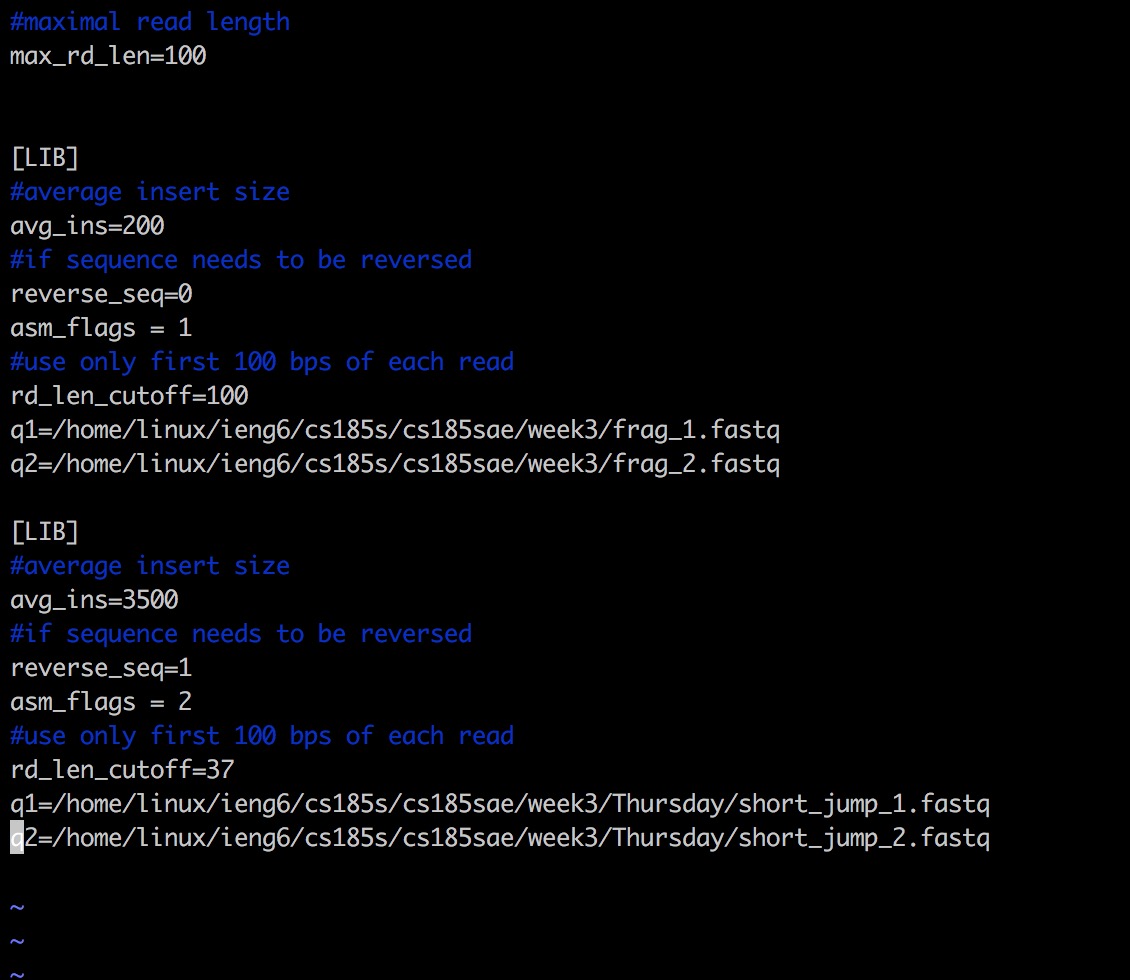 #maximal read length
max_rd_len=100
[LIB]
#average insert size
avg_ins=200
#if sequence needs to be reversed
reverse_seq=0
asm_flags = 1
#use only first 100 bps of each read
rd_len_cutoff=100
q1=/home/linux/ieng6/cs185s/cs185sae/week3/frag_1.fastq
q2=/home/linux/ieng6/cs185s/cs185sae/week3/frag_2.fastq
[LIB]
#average insert size
avg_ins=3500
#if sequence needs to be reversed
reverse_seq=1
asm_flags = 2
#use only first 100 bps of each read
rd_len_cutoff=37
q1=/home/linux/ieng6/cs185s/cs185sae/week3/Thursday/short_jump_1.fastq
q2=/home/linux/ieng6/cs185s/cs185sae/week3/Thursday/short_jump_2.fastq
~
~
~